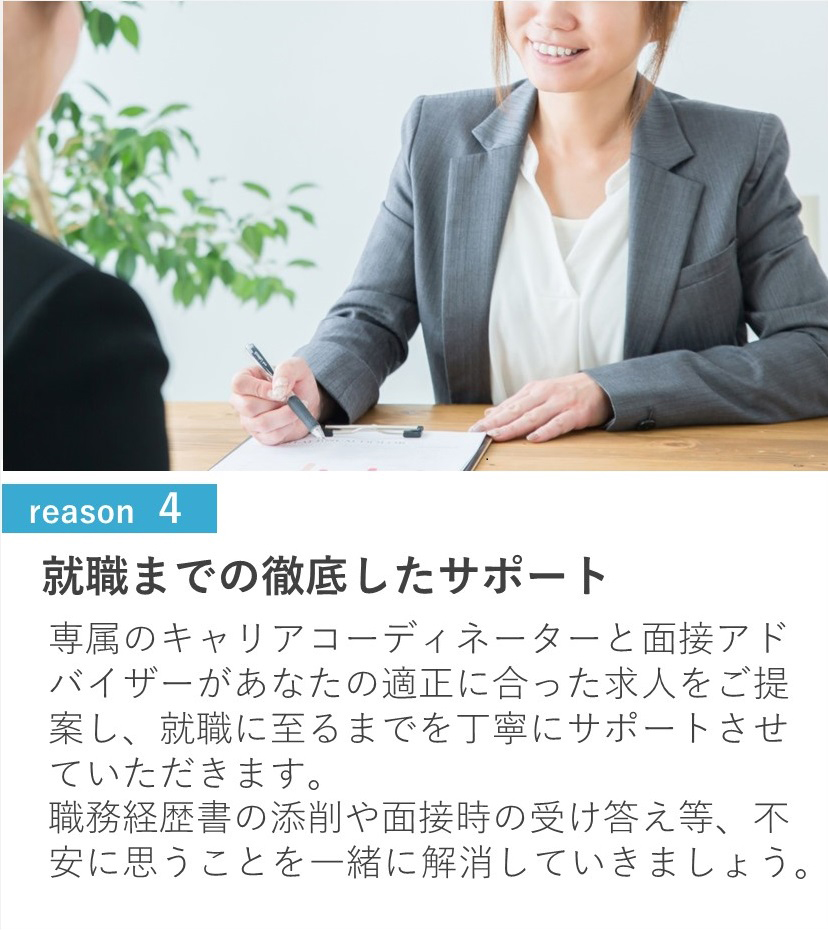 reason 4
就職までの徹底したサポート
専属のキャリアコーディネーターと面接アド
バイザーがあなたの適正に合った求人をご提
案し、就職に至るまでを丁寧にサポートさせ
ていただきます。
職務経歴書の添削や面接時の受け答え等、不
安に思うことを一緒に解消していきましょう。